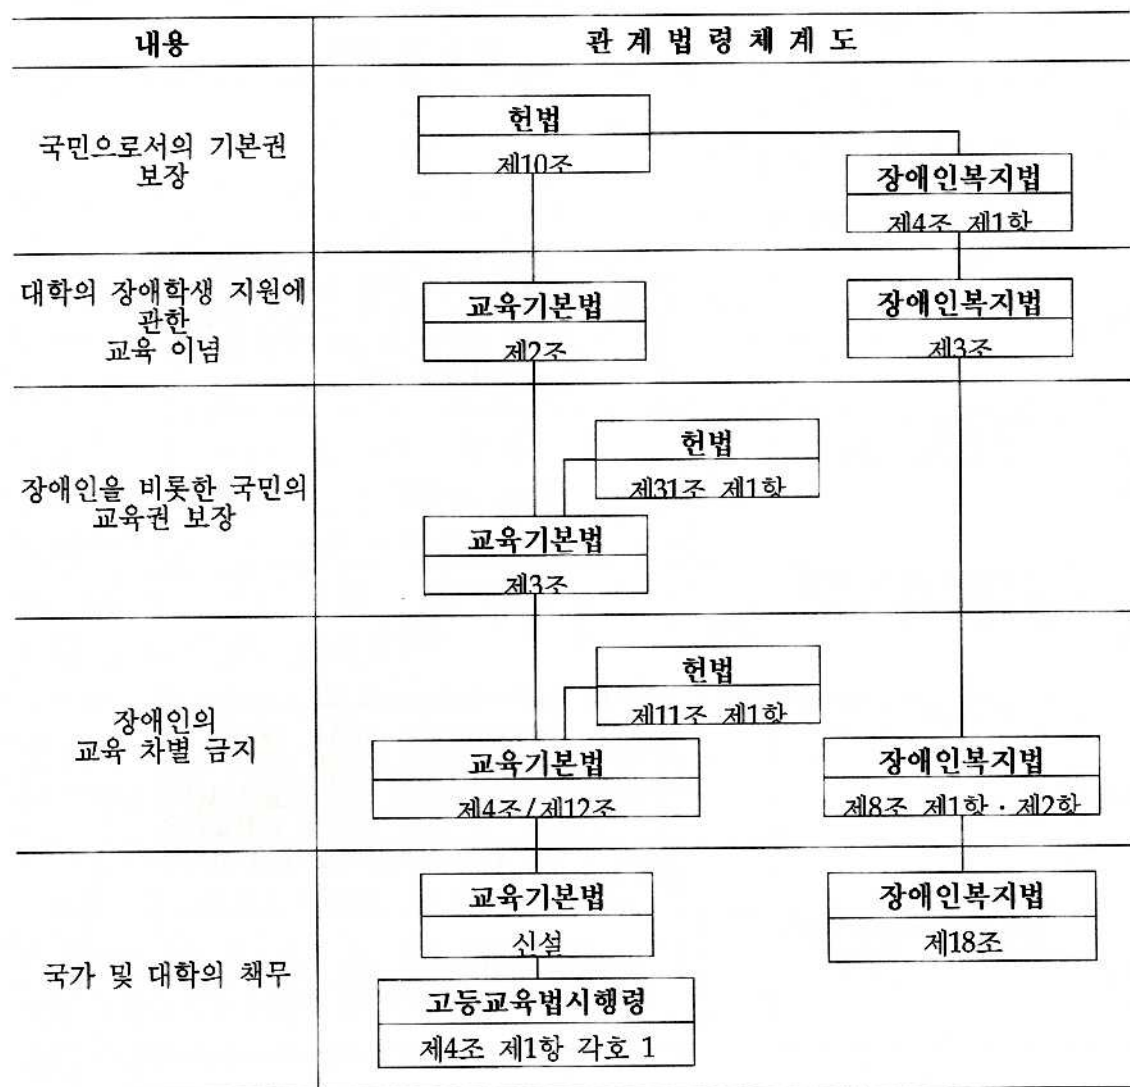 내용
관 계 법 령 체 계 도
국민으로서의 기본권
보장
헌법
제10조
장애인복지법
제4조 제1항
대학의 장애학생 지원에
관한
교육 이념
교육기본법
제2조
장애인복지법
제3조
장애인을 비롯한 국민의
교육권 보장
헌법
제31조 제1항
교육기본법
제3조
장애인의
교육 차별 금지
헌법
제11조 제1항
교육기본법
제4조/제12조
장애인복지법
제8조 제1항 · 제2항
국가 및 대학의 책무
교육기본법
신설
장애인복지법
제18조
고등교육법시행령
제4조 제1항 각호 1